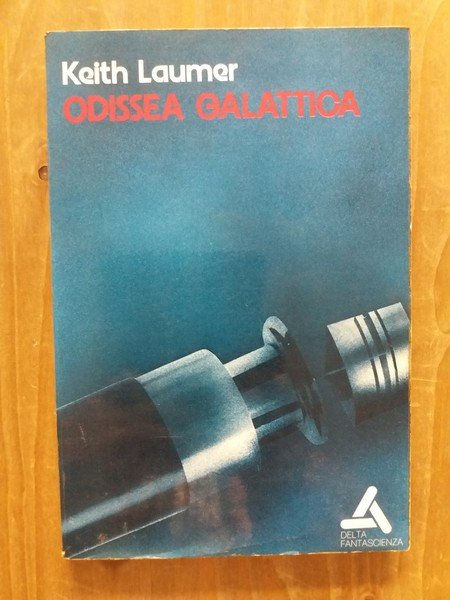 Keith Laumer
ODISSEA GALATTICA
DELTA
FANTASCIENZA